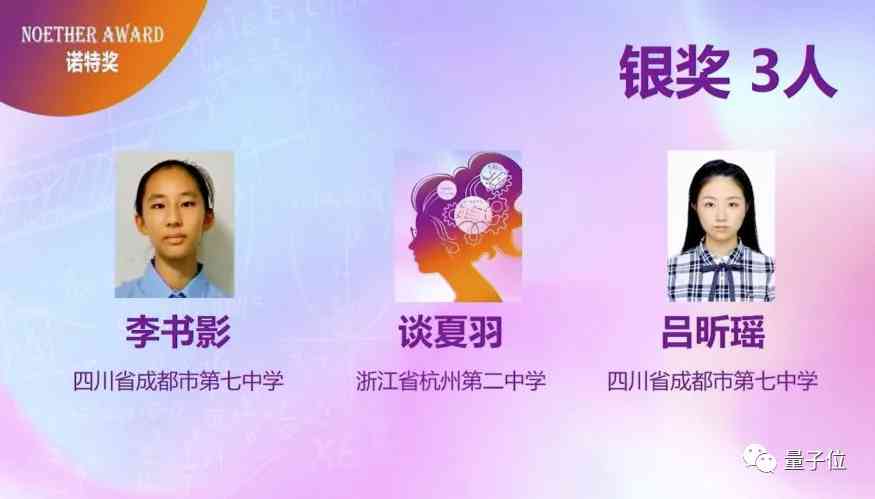 NOETHER AWARD
诺特奖
银奖 3人
李书影
谈夏羽
吕昕瑶
四川省成都市第七中学
浙江省杭州第二中学
四川省成都市第七中学
量子位